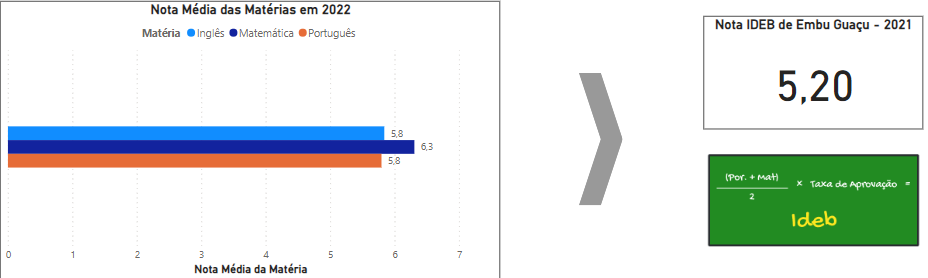 Nota Média das Matérias em 2022
Matéria Inglês Matemática Português
5,8
6,3
5,8
0 1 2 3 4 5 6 7
Nota Média da Matéria
Nota IDEB de Embu Guaçu - 2021
5,20
(Por. + Mat)
2
x Taxa de Aprovação =
Ideb